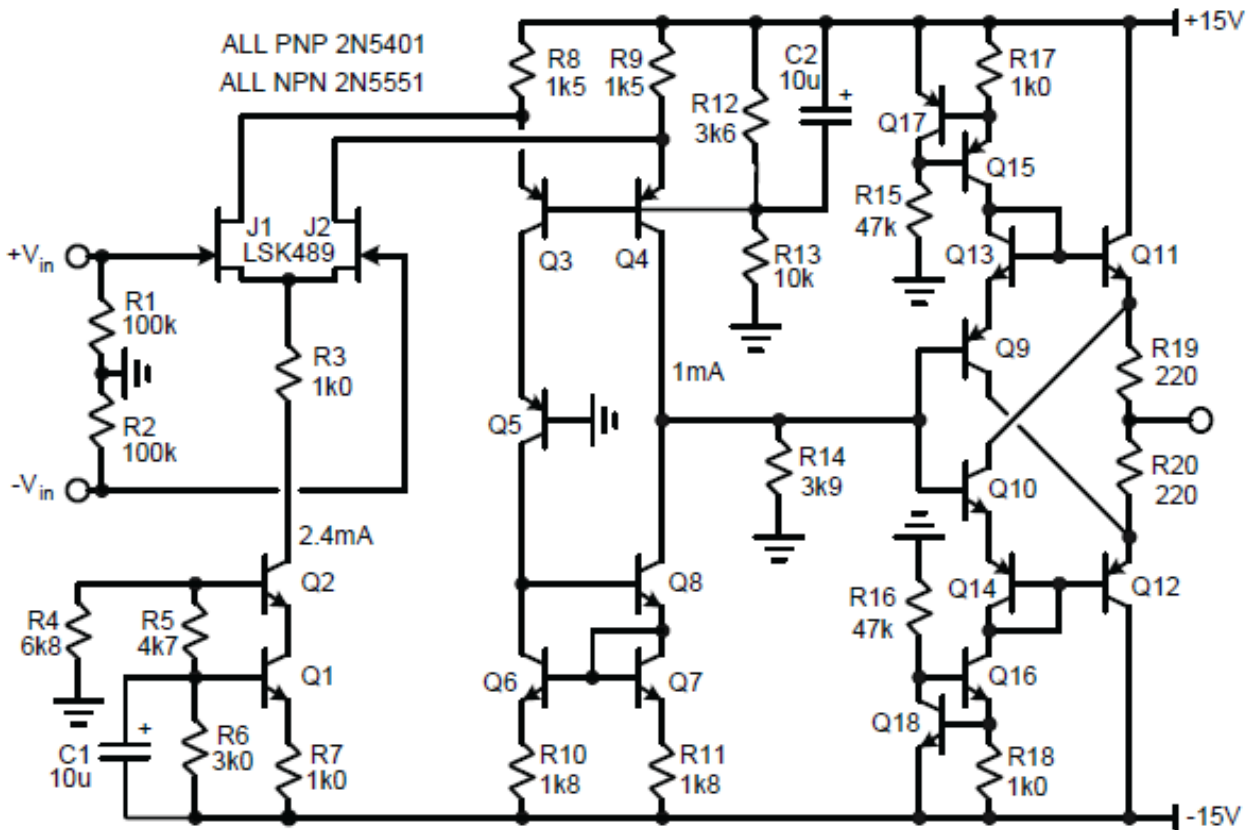 ALL PNP 2N5401
ALL NPN 2N5551
R8
1k5
R9
1k5
R12
3k6
C2
10u
+
R17
1k0
+15V
Q17
Q15
R15
47k
J1
J2
LSK489
Q3
Q4
R13
10k
Q13
Q11
+Vin
R1
100k
R3
1k0
1mA
Q9
R19
220
R2
100k
Q5
R14
3k9
-Vin
Q10
R20
220
2.4mA
Q2
Q8
Q14
Q12
R4
6k8
R5
4k7
R16
47k
Q1
Q6
Q7
Q16
C1
10u
+
R6
3k0
R7
1k0
R10
1k8
R11
1k8
Q18
R18
1k0
-15V